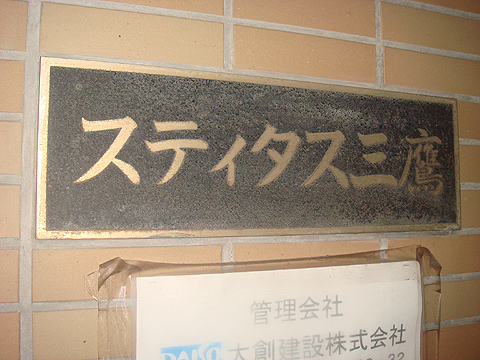 スティタス三鷹
管理会社
大創建設株式会社